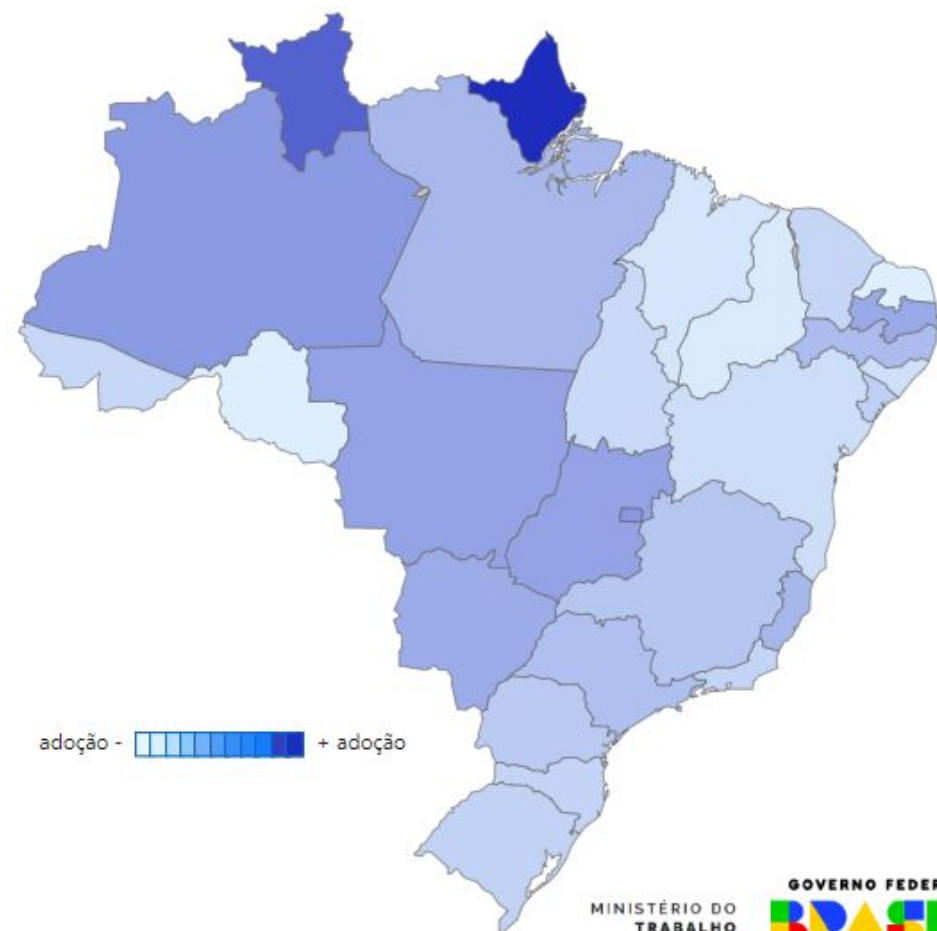 adoção -
+ adoção
MINISTÉRIO DO
TRABALHO
GOVERNO FEDER